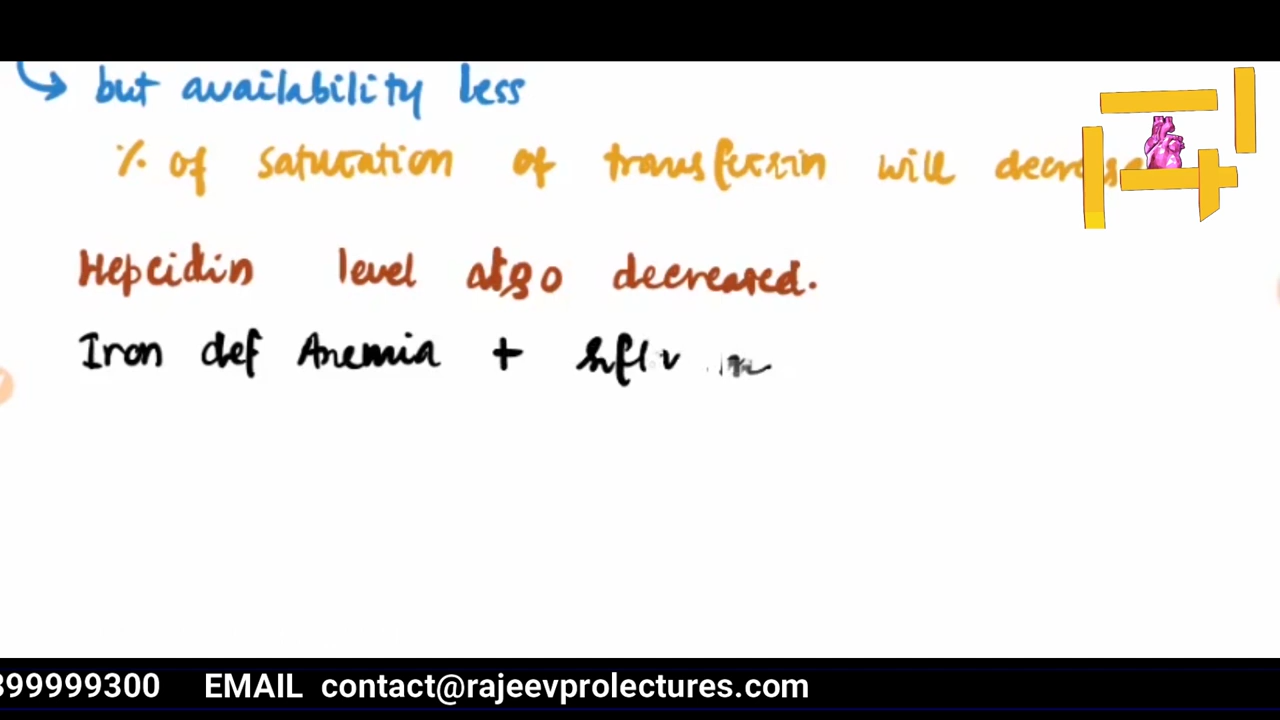 but availability less
% of saturation of transferrin will
Hepcidin level also decreased.
Iron def Anemia +
399999300 EMAIL contact@rajeevprolectures.com